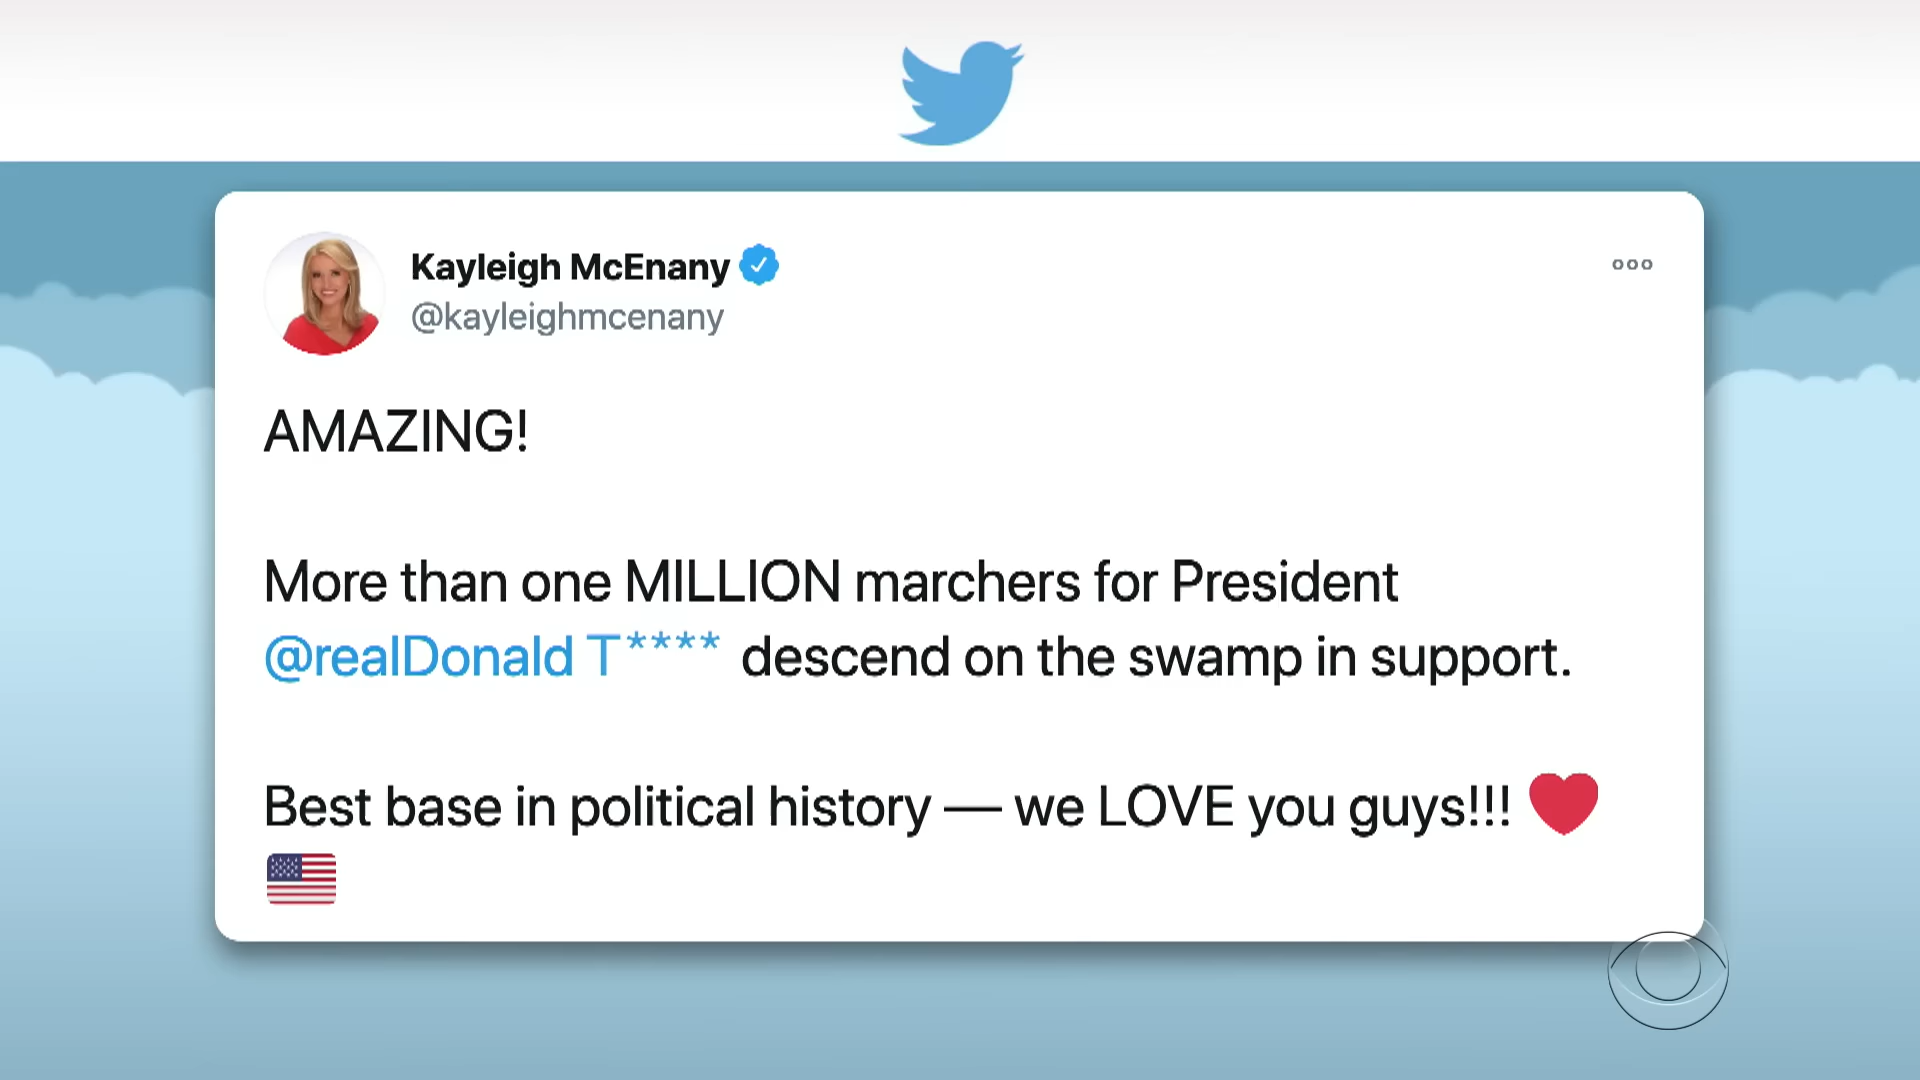 Kayleigh McEnany
@kayleighmcenany
AMAZING!
More than one MILLION marchers for President
@realDonald T**** descend on the swamp in support.
Best base in political history — we LOVE you guys!!! ❤️
🇺🇸